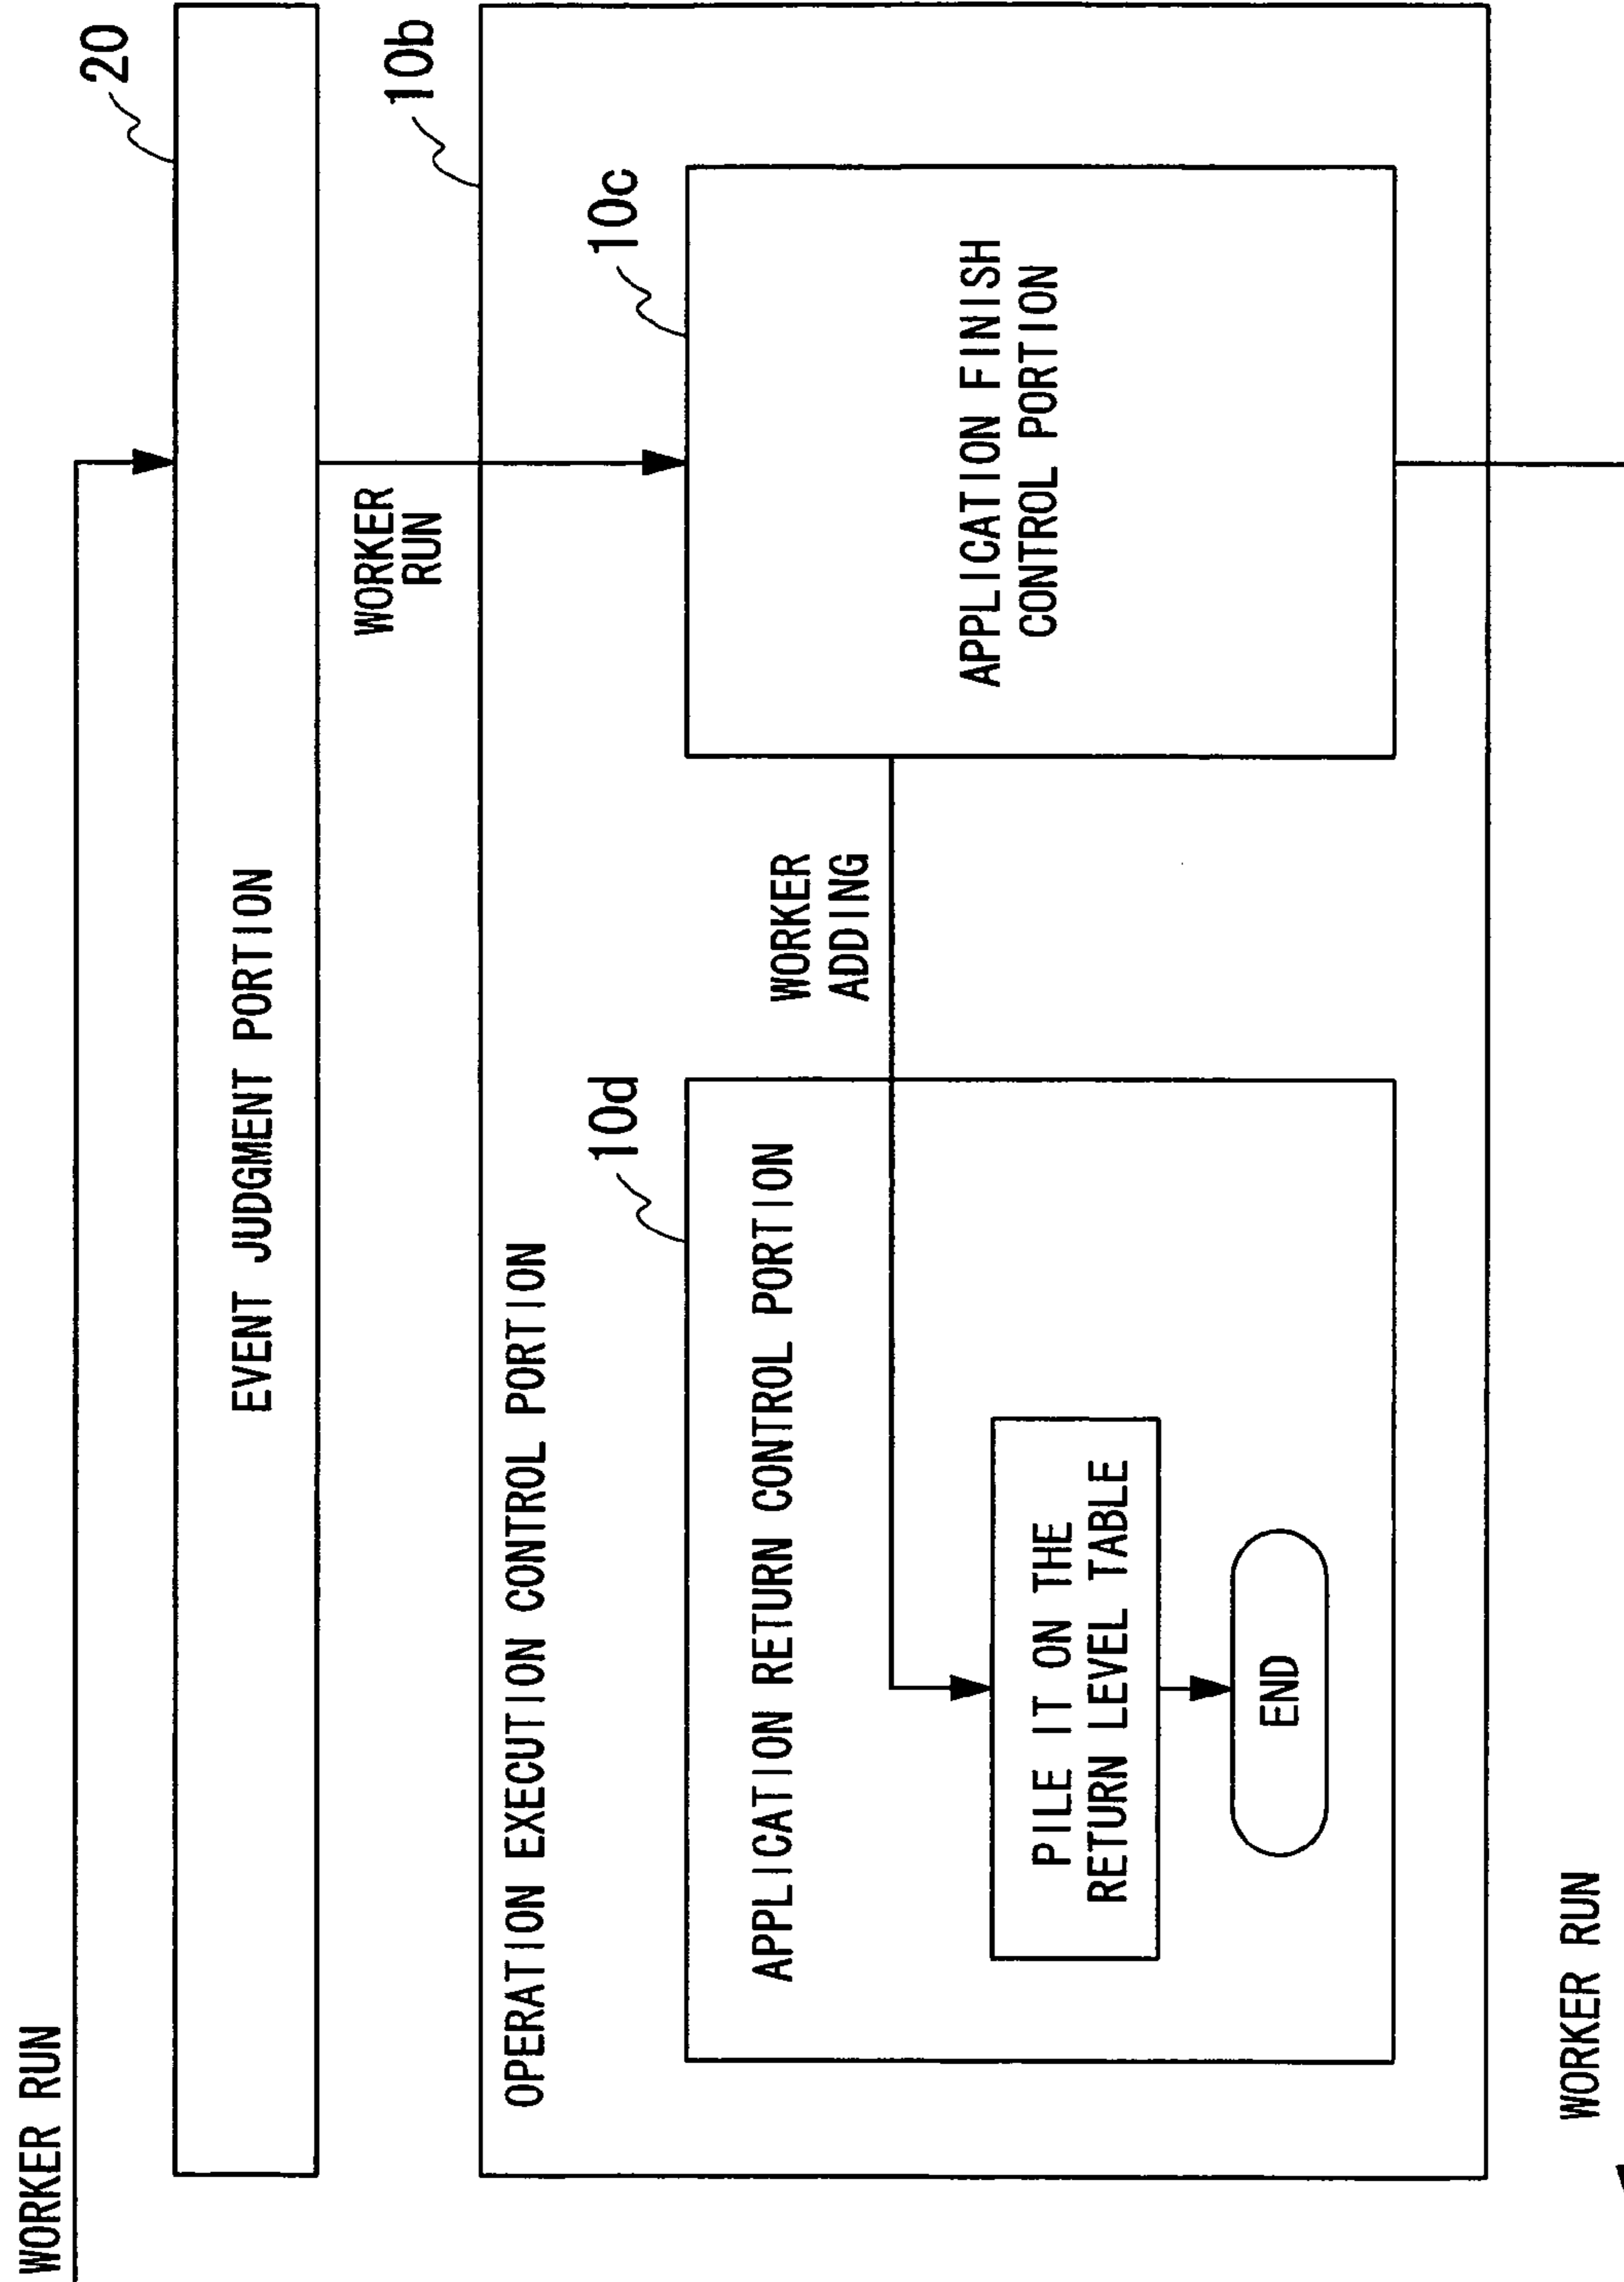 WORKER RUN
20
EVENT JUDGMENT PORTION
WORKER
RUN
10b
OPERATION EXECUTION CONTROL PORTION
10d
APPLICATION RETURN CONTROL PORTION
PILE IT ON THE
RETURN LEVEL TABLE
END
WORKER
ADDING
10c
APPLICATION FINISH
CONTROL PORTION
WORKER RUN